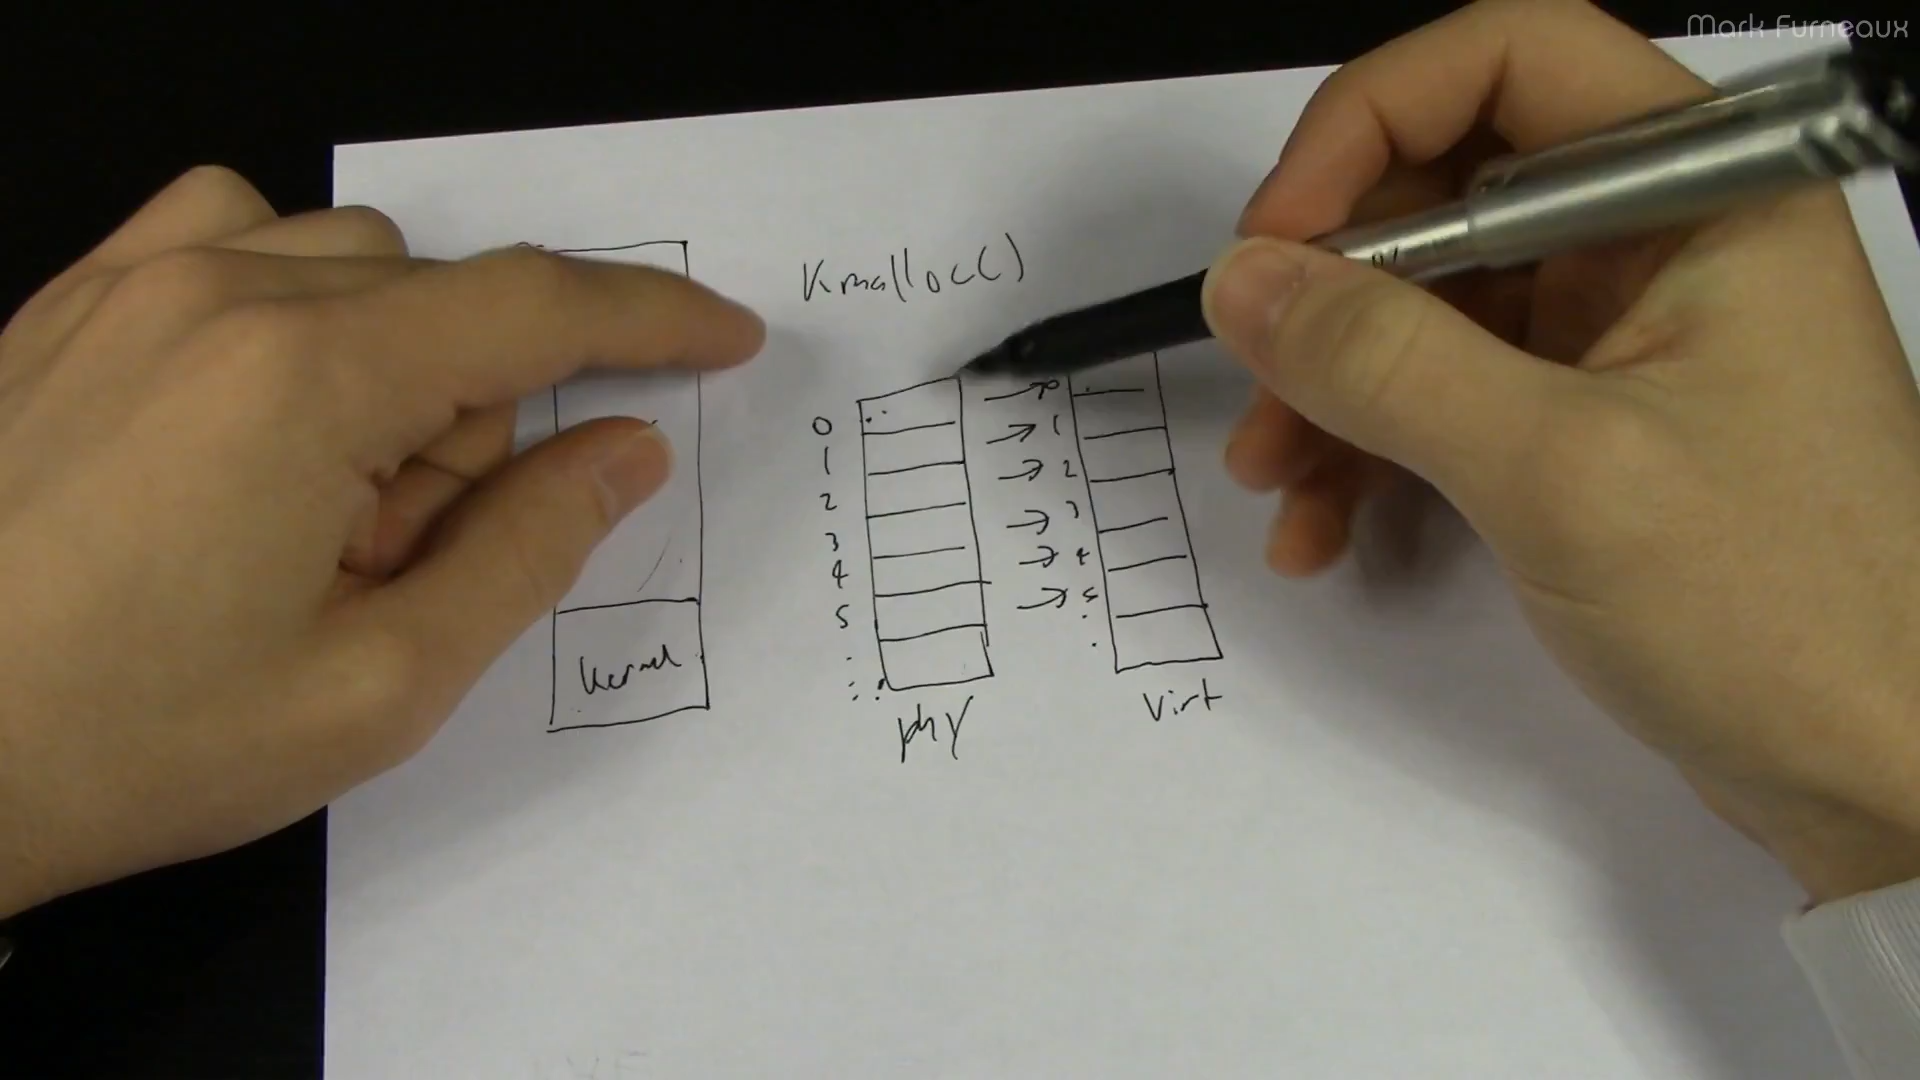 Mark Furneaux
Kmalloc()
0 → 0
1 → 1
2 → 2
3 → 3
4 → 4
5 → 5
Kernel
phy
Virt